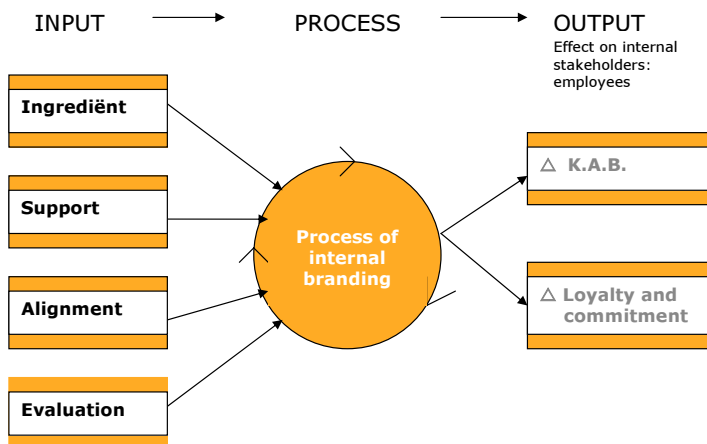 INPUT
PROCESS
OUTPUT
Effect on internal
stakeholders:
employees
Ingrediënt
Support
Alignment
Evaluation
Process of
internal
branding
△ K.A.B.
△ Loyalty and
commitment